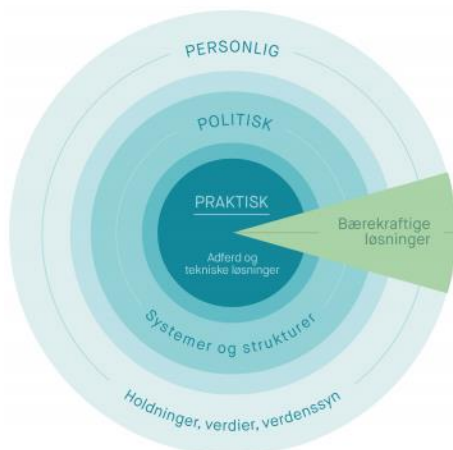 PERSONLIG
POLITISK
PRAKTISK
Adferd og
tekniske løsninger
Bærekraftige
løsninger
Systemer og strukturer
Holdninger, verdier, verdenssyn